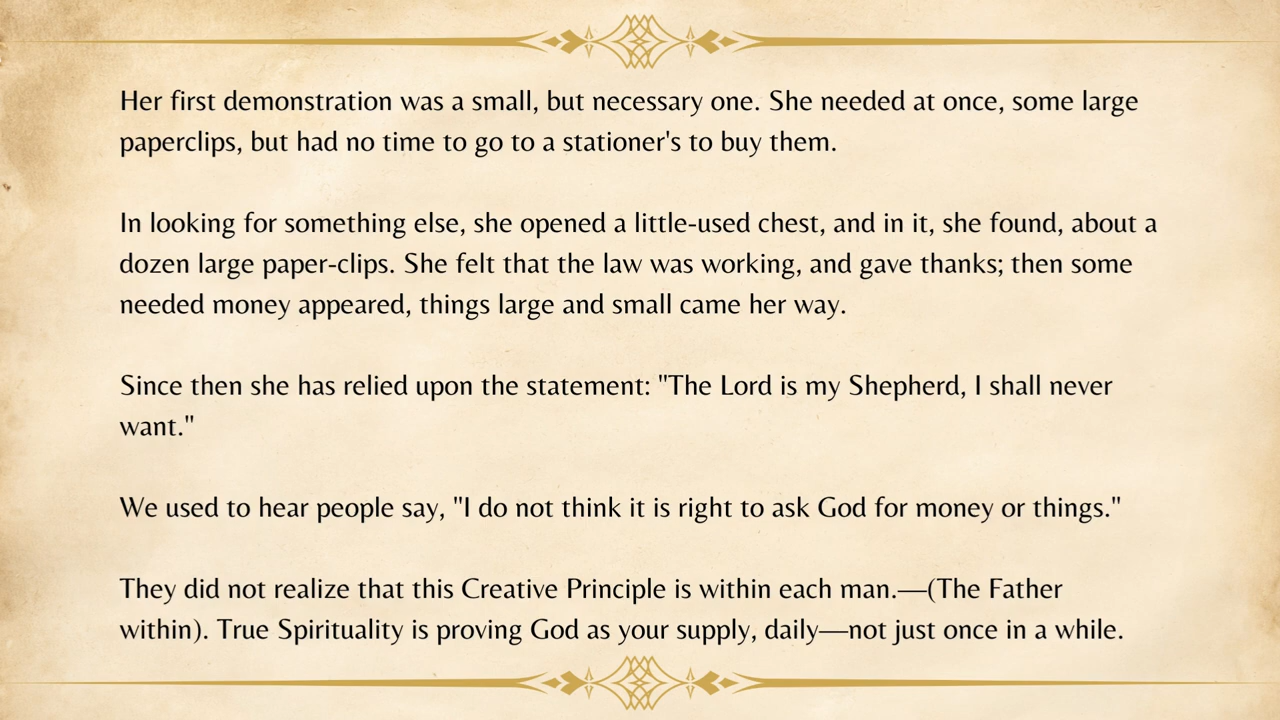 Her first demonstration was a small, but necessary one. She needed at once, some large
paperclips, but had no time to go to a stationer's to buy them.
In looking for something else, she opened a little-used chest, and in it, she found, about a
dozen large paper-clips. She felt that the law was working, and gave thanks; then some
needed money appeared, things large and small came her way.
Since then she has relied upon the statement: "The Lord is my Shepherd, I shall never
want."
We used to hear people say, "I do not think it is right to ask God for money or things."
They did not realize that this Creative Principle is within each man.—(The Father
within). True Spirituality is proving God as your supply, daily—not just once in a while.